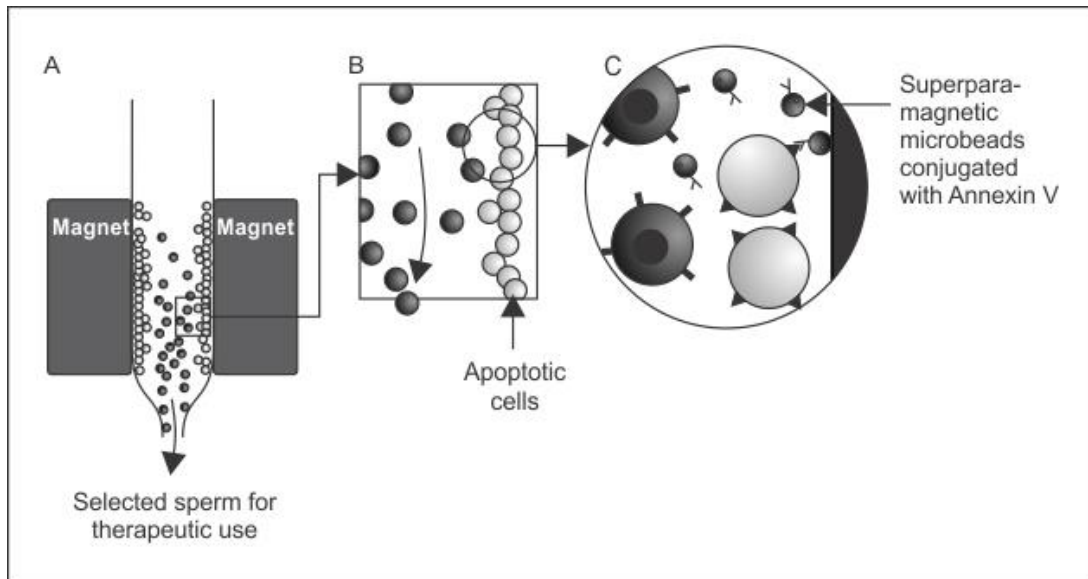 A
B
C
Magnet
Magnet
Superpara-
magnetic
microbeads
conjugated
with Annexin V
Apoptotic
cells
Selected sperm for
therapeutic use